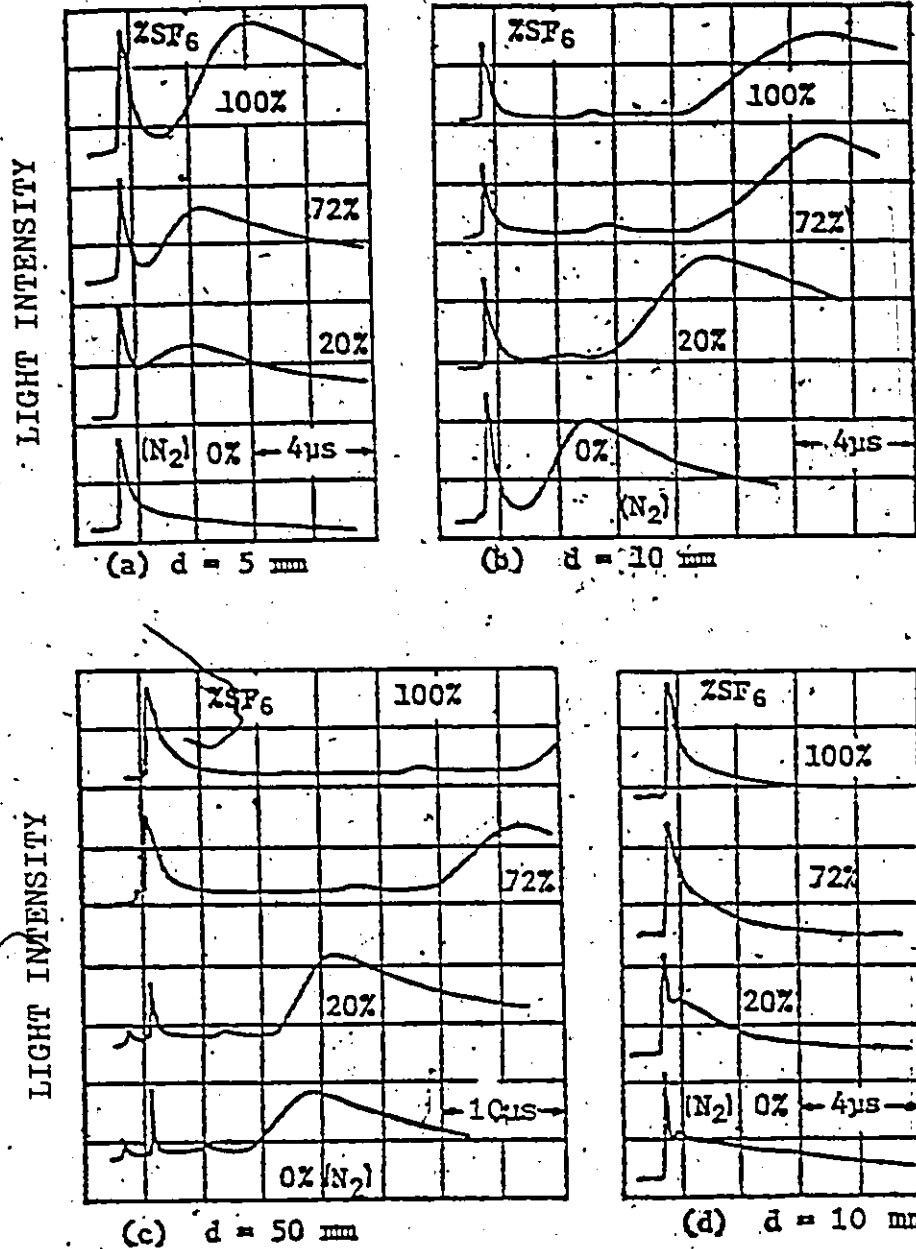 LIGHT INTENSITY
%SF6
100%
72%
20%
(N2) 0% 4µs
(a) d = 5 mm
%SF6
100%
72%
20%
0% 4µs
(N2)
(b) d = 10 mm
LIGHT INTENSITY
%SF6 100%
72%
20%
10µs
0% (N2)
(c) d = 50 mm
%SF6
100%
72%
20%
(N2) 0% 4µs
(d) d = 10 mm